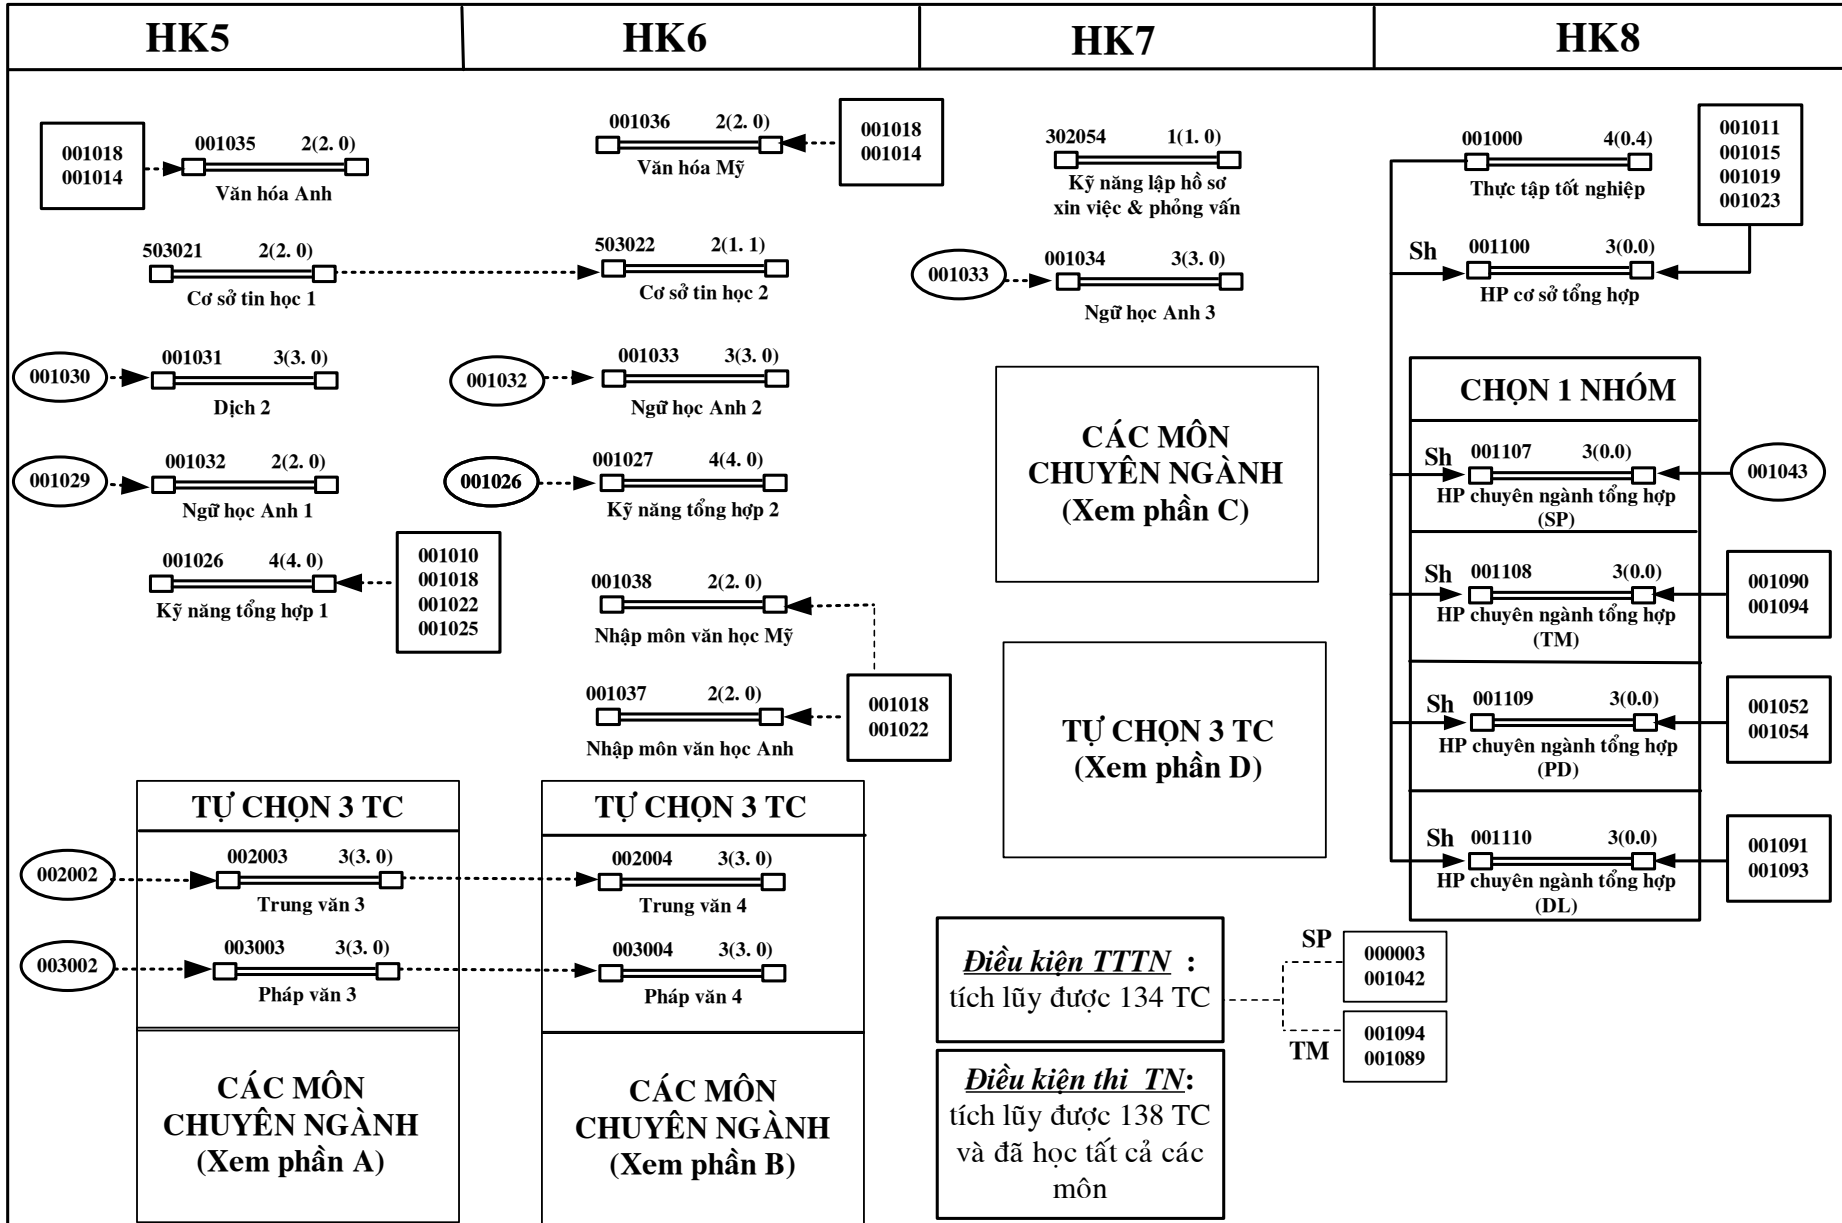 HK5
HK6
HK7
HK8
001018
001014
001035 2(2. 0)
Văn hóa Anh
503021 2(2. 0)
Cơ sở tin học 1
001030
001031 3(3. 0)
Dịch 2
001029
001032 2(2. 0)
Ngữ học Anh 1
001026 4(4. 0)
Kỹ năng tổng hợp 1
001010
001018
001022
001025
TỰ CHỌN 3 TC
002002
002003 3(3. 0)
Trung văn 3
003002
003003 3(3. 0)
Pháp văn 3
CÁC MÔN
CHUYÊN NGÀNH
(Xem phần A)
001036 2(2. 0)
Văn hóa Mỹ
001018
001014
503022 2(1. 1)
Cơ sở tin học 2
001032
001033 3(3. 0)
Ngữ học Anh 2
001026
001027 4(4. 0)
Kỹ năng tổng hợp 2
001038 2(2. 0)
Nhập môn văn học Mỹ
001037 2(2. 0)
Nhập môn văn học Anh
001018
001022
TỰ CHỌN 3 TC
002004 3(3. 0)
Trung văn 4
003004 3(3. 0)
Pháp văn 4
CÁC MÔN
CHUYÊN NGÀNH
(Xem phần B)
302054 1(1. 0)
Kỹ năng lập hồ sơ
xin việc & phỏng vấn
001033
001034 3(3. 0)
Ngữ học Anh 3
CÁC MÔN
CHUYÊN NGÀNH
(Xem phần C)
TỰ CHỌN 3 TC
(Xem phần D)
Điều kiện TTTN :
tích lũy được 134 TC
SP
000003
001042
TM
001094
001089
Điều kiện thi TN:
tích lũy được 138 TC
và đã học tất cả các
môn
001000 4(0.4)
Thực tập tốt nghiệp
001011
001015
001019
001023
Sh
001100 3(0.0)
HP cơ sở tổng hợp
CHỌN 1 NHÓM
Sh
001107 3(0.0)
HP chuyên ngành tổng hợp
(SP)
001043
Sh
001108 3(0.0)
HP chuyên ngành tổng hợp
(TM)
001090
001094
Sh
001109 3(0.0)
HP chuyên ngành tổng hợp
(PD)
001052
001054
Sh
001110 3(0.0)
HP chuyên ngành tổng hợp
(DL)
001091
001093